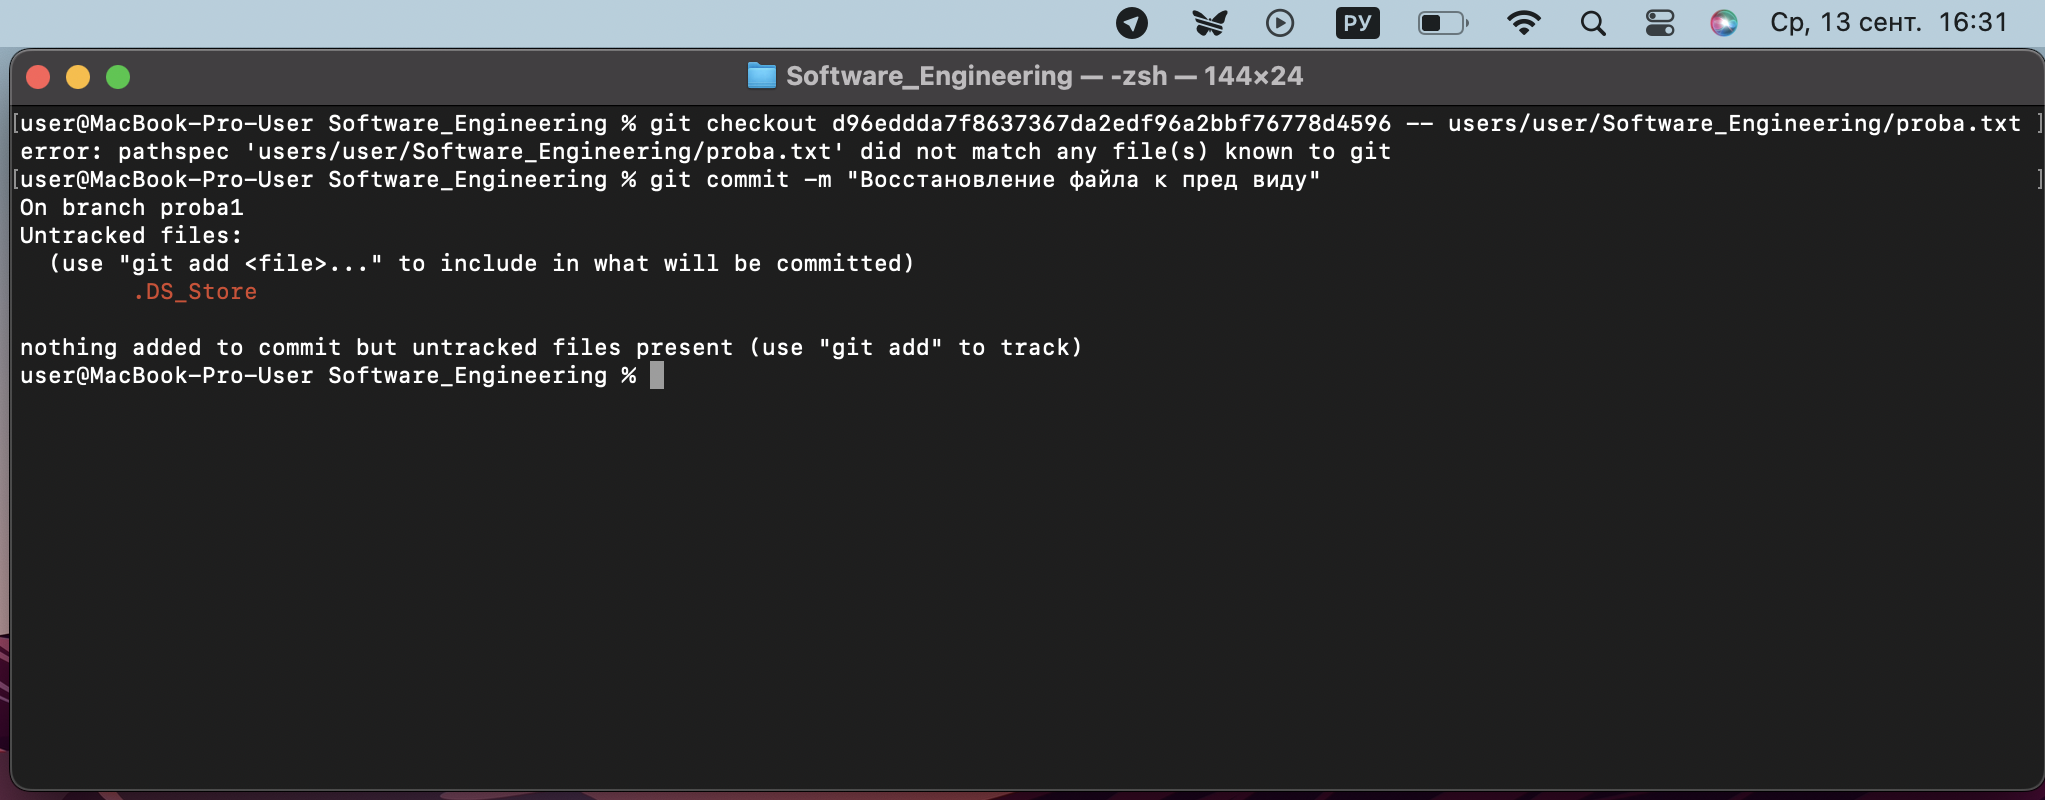 РУ Ср, 13 сент. 16:31
Software_Engineering — -zsh — 144×24
[user@MacBook-Pro-User Software_Engineering % git checkout d96eddda7f8637367da2edf96a2bbf76778d4596 -- users/user/Software_Engineering/proba.txt ]
error: pathspec 'users/user/Software_Engineering/proba.txt' did not match any file(s) known to git
[user@MacBook-Pro-User Software_Engineering % git commit -m "Восстановление файла к пред виду" ]
On branch proba1
Untracked files:
(use "git add <file>..." to include in what will be committed)
.DS_Store
nothing added to commit but untracked files present (use "git add" to track)
user@MacBook-Pro-User Software_Engineering %